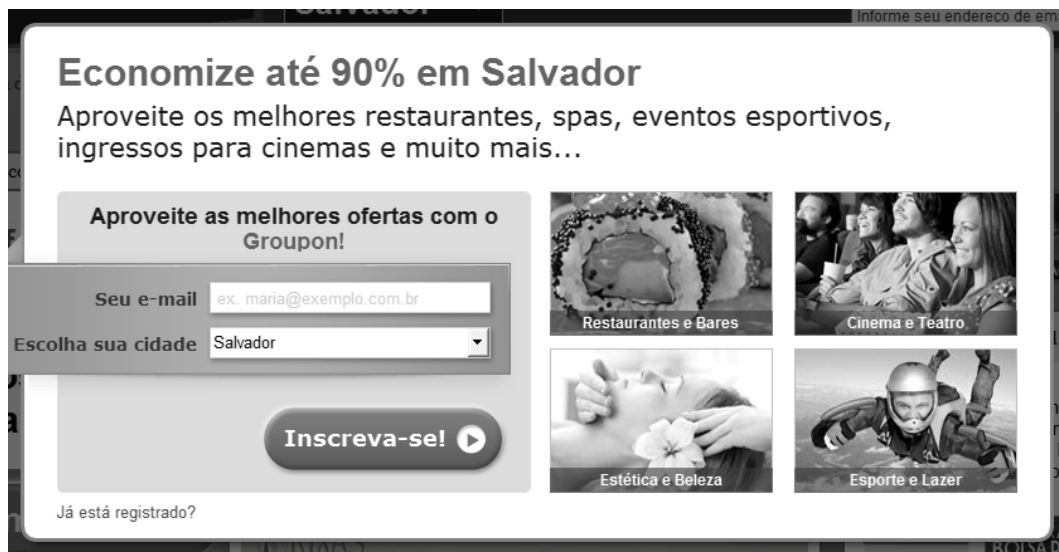 Salvador
Informe seu endereco de em
Economize até 90% em Salvador
Aproveite os melhores restaurantes, spas, eventos esportivos,
ingressos para cinemas e muito mais...
Aproveite as melhores ofertas com o
Groupon!
Seu e-mail ex. maria@exemplo.com.br
Escolha sua cidade Salvador
Inscreva-se!
Já está registrado?
Restaurantes e Bares
Cinema e Teatro
Estética e Beleza
Esporte e Lazer